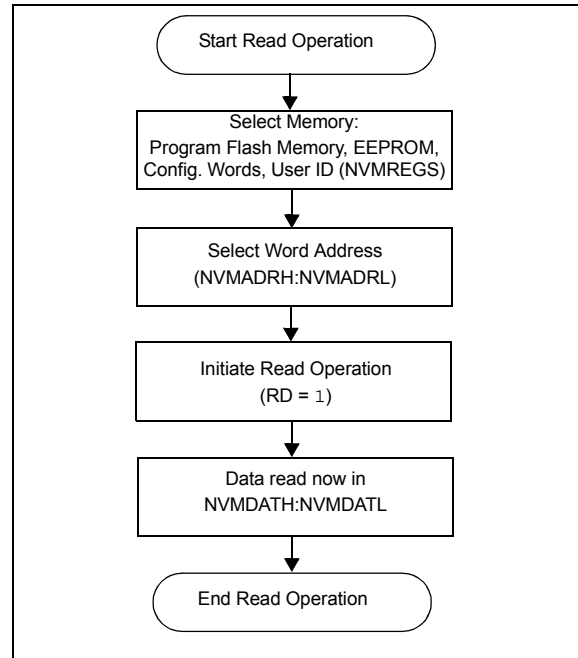 Start Read Operation
Select Memory:
Program Flash Memory, EEPROM,
Config. Words, User ID (NVMREGS)
Select Word Address
(NVMADRH:NVMADRL)
Initiate Read Operation
(RD = 1)
Data read now in
NVMDATH:NVMDATL
End Read Operation